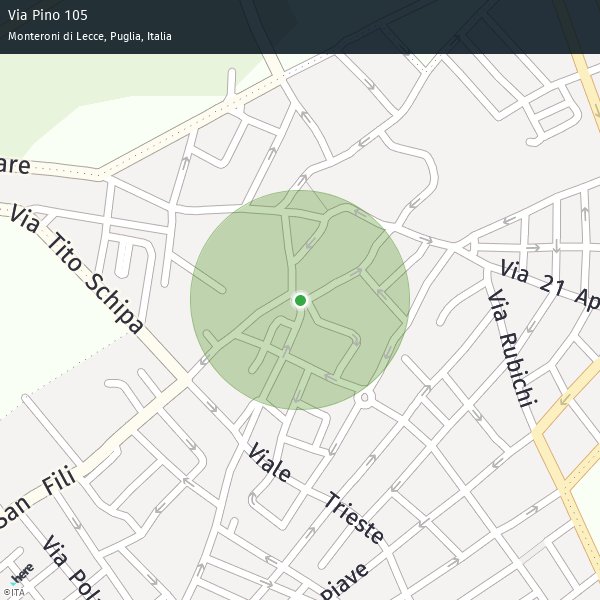 Via Pino 105
Monteroni di Lecce, Puglia, Italia
are
Via Tito Schipa
Via 21 Ap
Via Rubichi
Viale Trieste
San Fili
Via Pol
Piave
here
©ITA